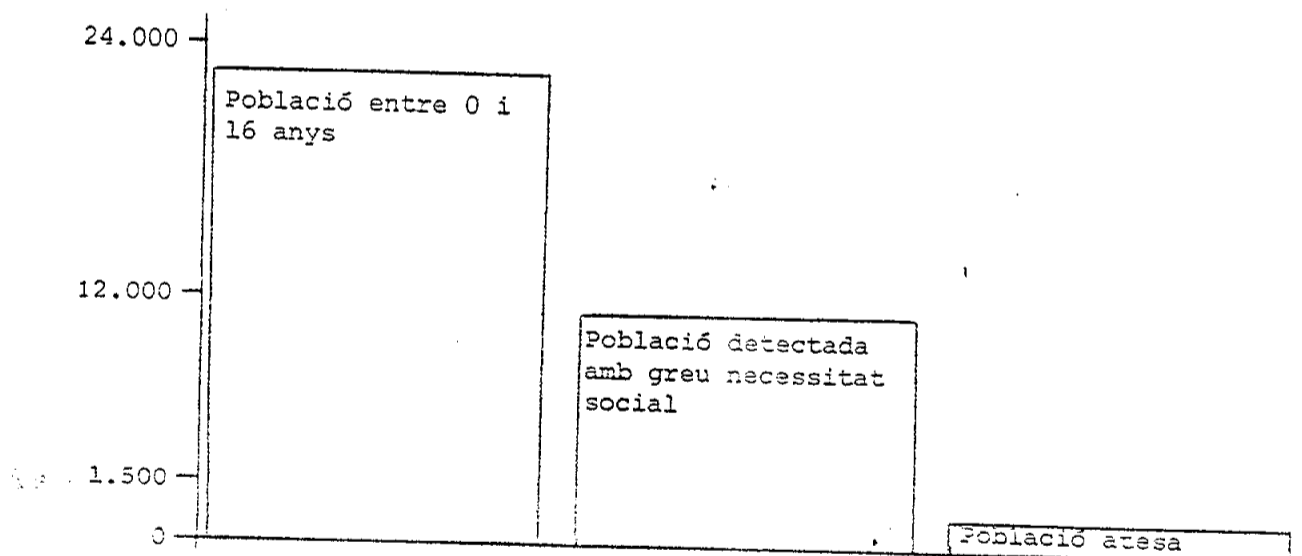 24.000
Població entre 0 i
16 anys
12.000
Població detectada
amb greu necessitat
social
1.500
0
Població atesa